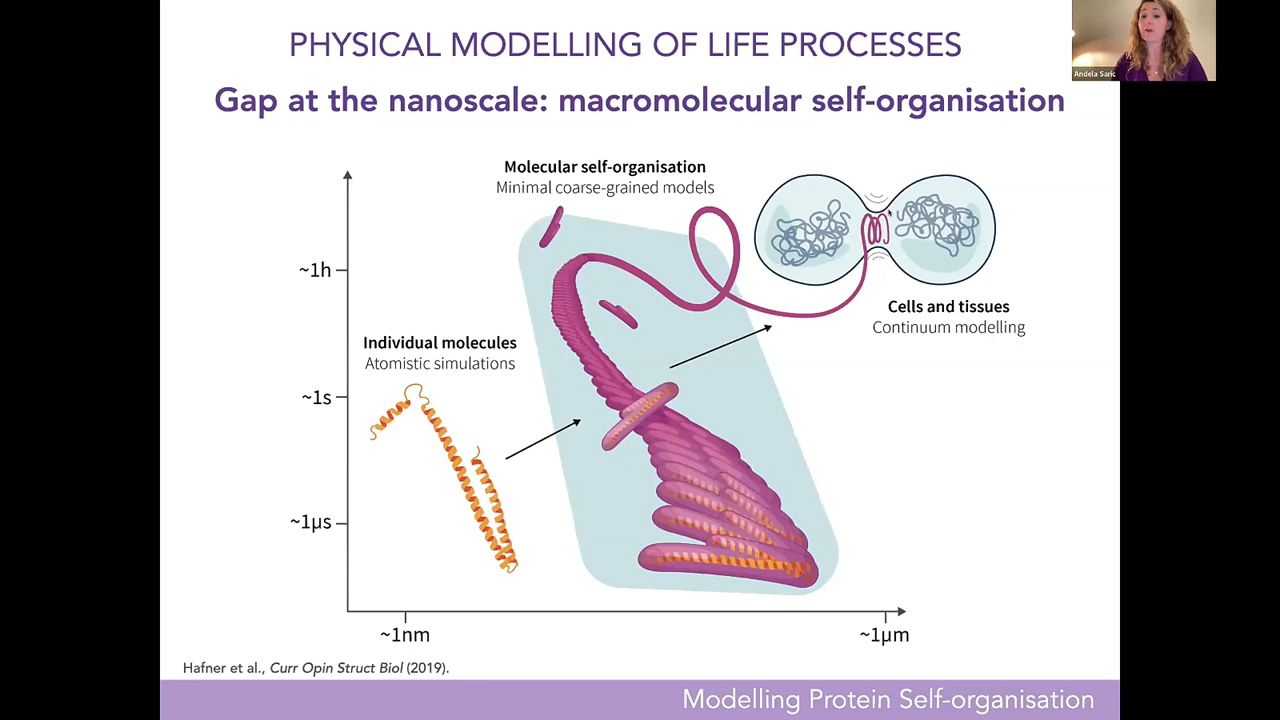 PHYSICAL MODELLING OF LIFE PROCESSES
Andela Saric
Gap at the nanoscale: macromolecular self-organisation
Molecular self-organisation
Minimal coarse-grained models
~1h
Cells and tissues
Continuum modelling
Individual molecules
Atomistic simulations
~1s
~1µs
~1nm
~1µm
Hafner et al., Curr Opin Struct Biol (2019).
Modelling Protein Self-organisation